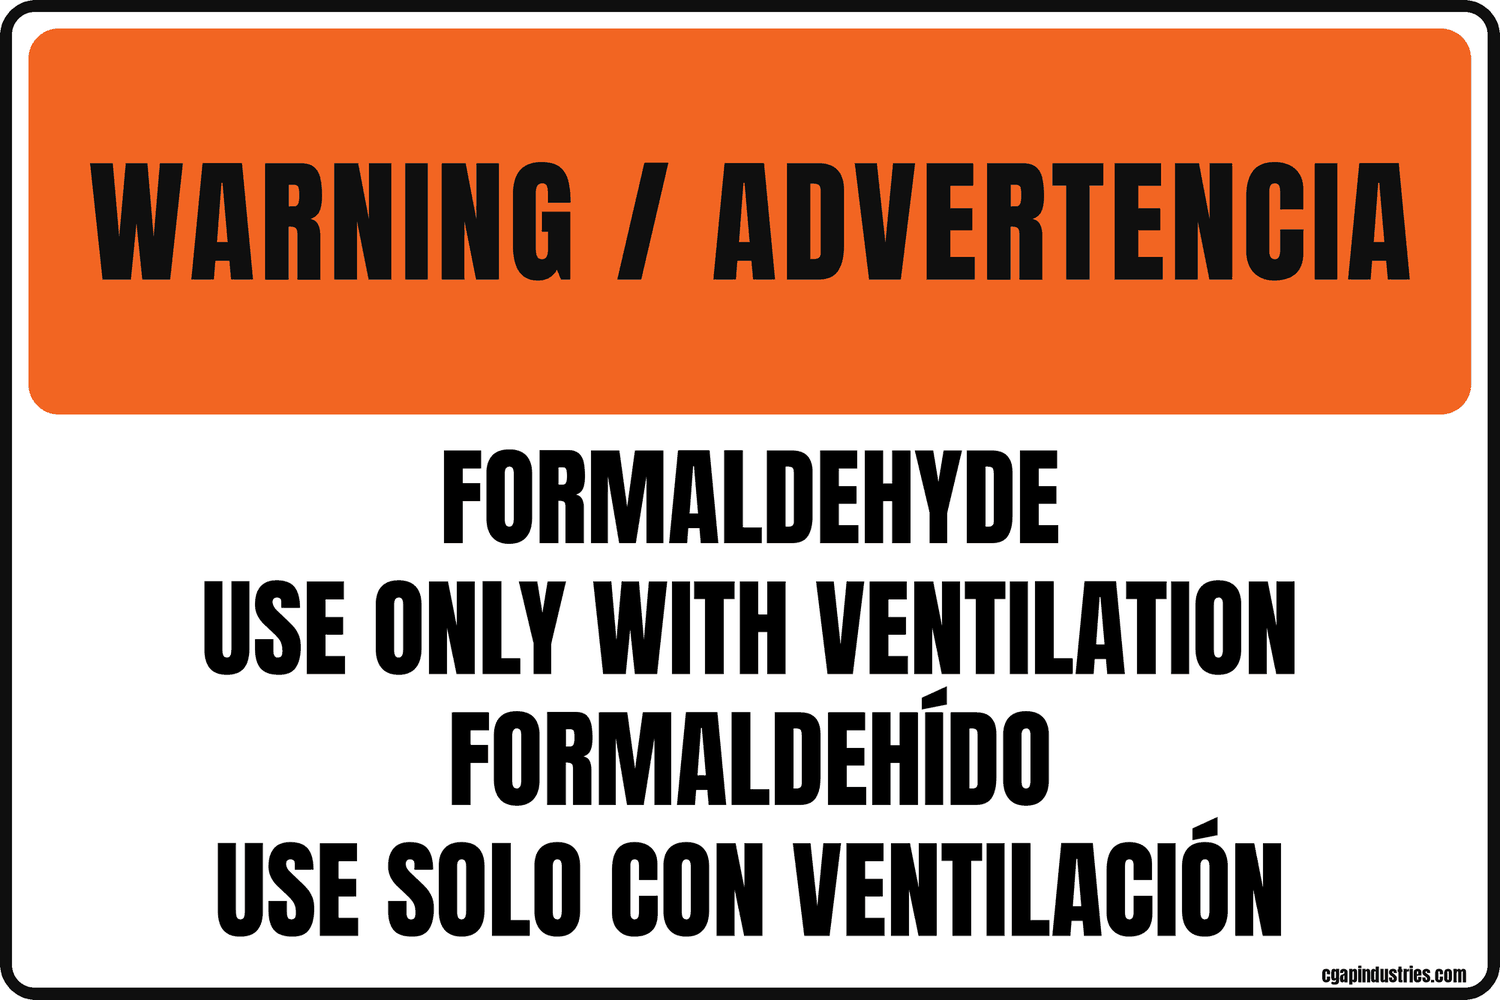 WARNING / ADVERTENCIA
FORMALDEHYDE
USE ONLY WITH VENTILATION
FORMALDEHÍDO
USE SOLO CON VENTILACIÓN
cgapindustries.com